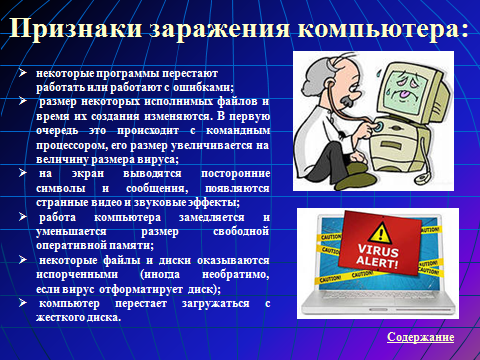 Признаки заражения компьютера:
некоторые программы перестают
работать или работают с ошибками;
размер некоторых исполнимых файлов и
время их создания изменяются. В первую
очередь это происходит с командным
процессором, его размер увеличивается на
величину размера вируса;
на экран выводятся посторонние
символы и сообщения, появляются
странные видео и звуковые эффекты;
работа компьютера замедляется и
уменьшается размер свободной
оперативной памяти;
некоторые файлы и диски оказываются
испорченными (иногда необратимо,
если вирус отформатирует диск);
компьютер перестает загружаться с
жесткого диска.
CAUTION!
VIRUS
ALERT!
Содержание